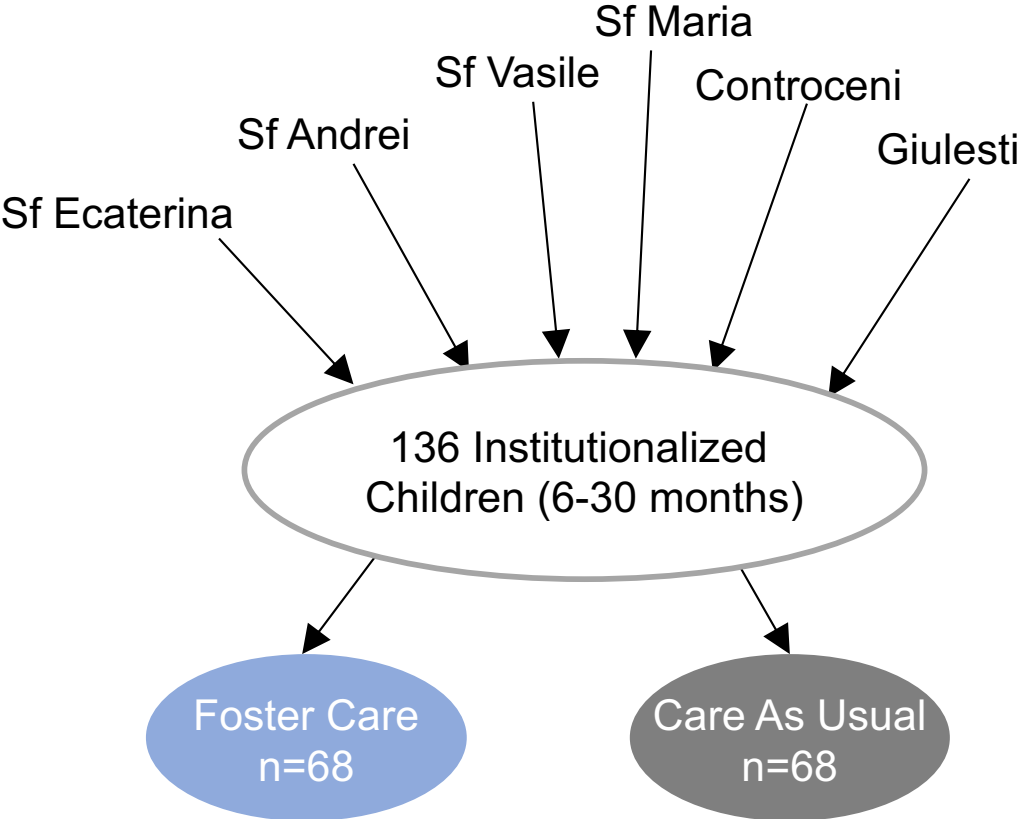 Sf Maria
Sf Vasile
Controceni
Sf Andrei
Giulesti
Sf Ecaterina
136 Institutionalized
Children (6-30 months)
Foster Care
n=68
Care As Usual
n=68